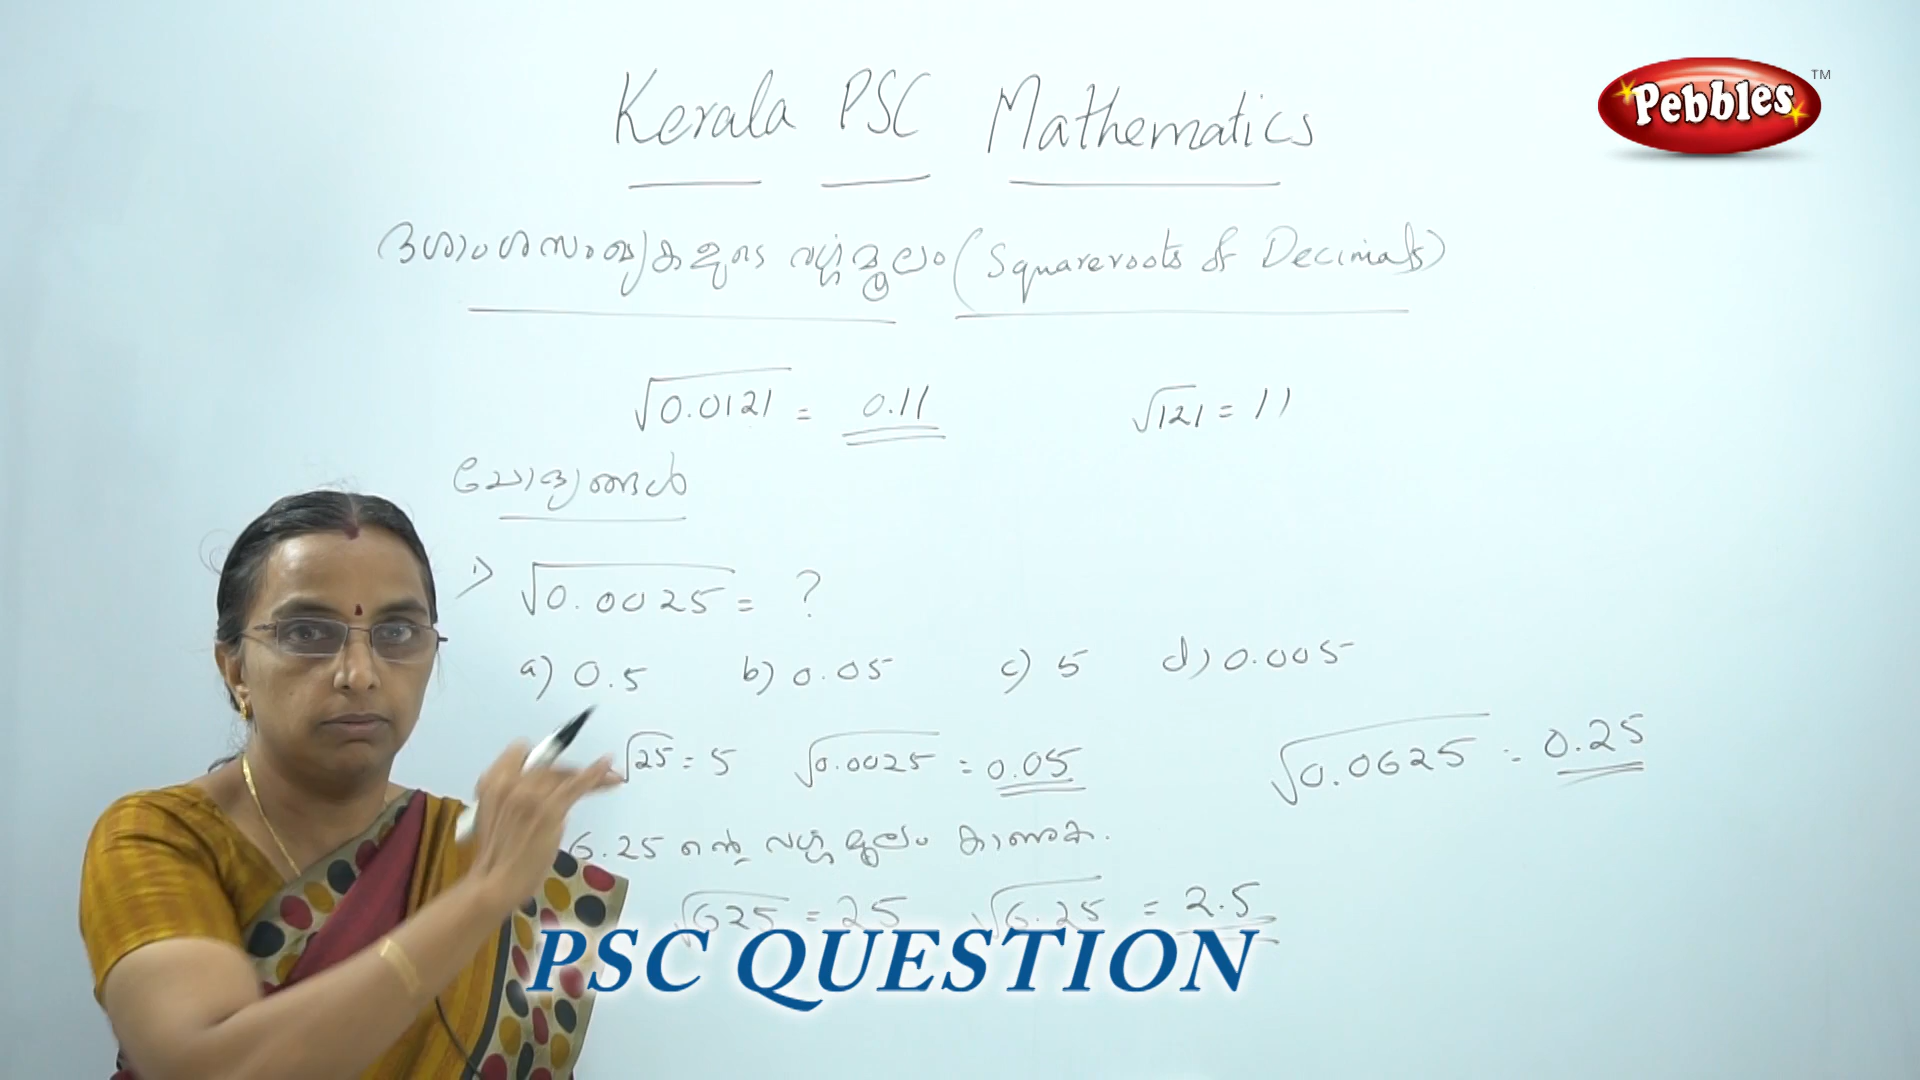 Kerala PSC Mathematics
Pebbles™
ദശാംശസംഖ്യകളുടെ വർഗ്ഗമൂലം (Squareroots of Decimals)
√0.0121 = 0.11 √121 = 11
ചോദ്യങ്ങൾ
1) √0.0025 = ?
a) 0.5 b) 0.05 c) 5 d) 0.005
√25 = 5 √0.0025 = 0.05 √0.0625 = 0.25
6.25 ന്റെ വർഗ്ഗമൂലം കാണുക.
√625 = 25 √6.25 = 2.5
PSC QUESTION